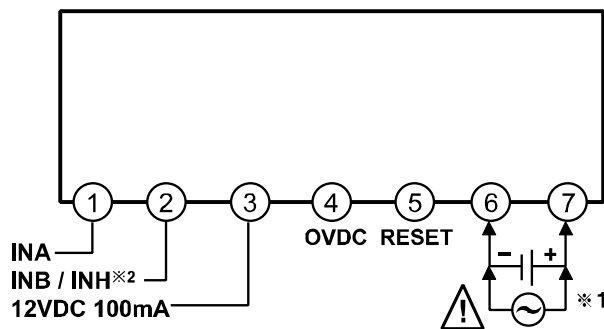 1 2 3 4 5 6 7
0VDC RESET
INA
INB / INH※2
12VDC 100mA
- +
! ~ ※1